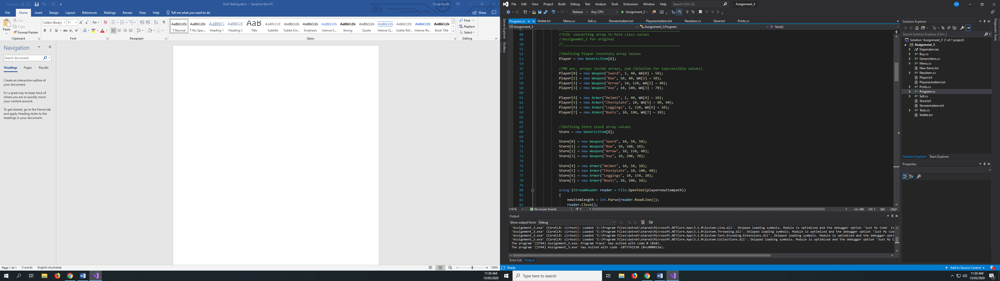 AutoSave Off
Unit Testing.docx - Saved to this PC
Oscar Smith
File Home Insert Design Layout References Mailings Review View Help Tell me what you want to do
Share
Paste
Cut
Copy
Format Painter
Clipboard
Calibri (Body) 11
Font
Paragraph
AaBbCcDc AaBbCcDc AaBbCc AaBbCcD AaB AaBbCcD AaBbCcDc AaBbCcDc AaBbCcDc AaBbCcDc AaBbCcDc AaBbCcDc AABBCCDC AABBCCDC AaBbCcDc
¶ Normal ¶ No Spac... Heading 1 Heading 2 Title Subtitle Subtle Em... Emphasis Intense E... Strong Quote Intense Q... Subtle Ref... Intense Re... Book Title
Styles
Find
Replace
Select
Editing
Navigation
Search document
Headings Pages Results
Create an interactive outline of
your document.
It's a great way to keep track of
where you are or quickly move
your content around.
To get started, go to the Home tab
and apply Heading styles to the
headings in your document.
Page 1 of 1 0 words English (Australia)
100%
11:30 AM
13/03/2020
File Edit View Project Build Debug Test Analyze Tools Extensions Window Help Search (Ctrl+Q) Assignment_3
OS
Release Any CPU Assignment_3
Server Explorer
Toolbox
Program.cs Wallet.txt Menu.cs Sell.cs Storeextraitem.txt Playerextraitem.txt Newitem.cs Store.txt Prints.cs
Assignment_3 Assignment_3.Program Save()
48 //FIX: converting array to hold class values
49 //Assignemnt_2 for original
50 //
51
52 //Defining Player inventory array values
53 Player = new GenericItem[8];
54
55 //MM yes, arrays inside arrays, yum (Solution for inaccessible values)
56 Player[0] = new Weapon("Sword", 1, 40, WA[0] = 50);
57 Player[1] = new Weapon("Bow", 10, 80, WA[1] = 10);
58 Player[2] = new Weapon("Arrow", 10, 120, WA[2] = 40);
59 Player[3] = new Weapon("Axe", 10, 180, WA[3] = 70);
60
61 Player[4] = new Armor("Helmet", 1, 40, WA[4] = 10);
62 Player[5] = new Armor("Chestplate", 10, WA[5] = 80, 40);
63 Player[6] = new Armor("Leggings", 1, 120, WA[6] = 20);
64 Player[7] = new Armor("Boots", 10, 180, WA[7] = 10);
65
66
67 //Defining Store stock array values
68 Store = new GenericItem[8];
69
70 Store[0] = new Weapon("Sword", 10, 50, 50);
71 Store[1] = new Weapon("Bow", 10, 100, 10);
72 Store[2] = new Weapon("Arrow", 10, 150, 40);
73 Store[3] = new Weapon("Axe", 10, 200, 70);
74
75 Store[4] = new Armor("Helmet", 10, 50, 10);
76 Store[5] = new Armor("Chestplate", 10, 100, 40);
77 Store[6] = new Armor("Leggings", 10, 150, 20);
78 Store[7] = new Armor("Boots", 10, 200, 10);
79
80 using (StreamReader reader = File.OpenText(playernewitempath))
81 {
82 newitemlength = int.Parse(reader.ReadLine());
83 reader.Close();
110 % No issues found Ln: 266 Ch: 1 SPC CRLF
Output
Show output from: Debug
'Assignment_3.exe' (CoreCLR: clrhost): Loaded 'C:\Program Files\dotnet\shared\Microsoft.NETCore.App\3.1.0\System.Linq.dll'. Skipped loading symbols. Module is optimized and the debugger option 'Just My Code' is
'Assignment_3.exe' (CoreCLR: clrhost): Loaded 'C:\Program Files\dotnet\shared\Microsoft.NETCore.App\3.1.0\System.Threading.dll'. Skipped loading symbols. Module is optimized and the debugger option 'Just My Cod
'Assignment_3.exe' (CoreCLR: clrhost): Loaded 'C:\Program Files\dotnet\shared\Microsoft.NETCore.App\3.1.0\System.Text.Encoding.Extensions.dll'. Skipped loading symbols. Module is optimized and the debugger opti
'Assignment_3.exe' (CoreCLR: clrhost): Loaded 'C:\Program Files\dotnet\shared\Microsoft.NETCore.App\3.1.0\System.Collections.dll'. Skipped loading symbols. Module is optimized and the debugger option 'Just My C
The program '[3744] Assignment_3.exe: Program Trace' has exited with code 0 (0x0).
The program '[3744] Assignment_3.exe' has exited with code -1073741510 (0xc000013a).
Error List Output
Solution Explorer
Search Solution Explorer (Ctrl+;)
Solution 'Assignment_3' (1 of 1 project)
Assignment_3
Dependencies
Buy.cs
GenericItem.cs
Menu.cs
New Items.txt
Newitem.cs
Player.txt
Playerextraitem.txt
Prints.cs
Program.cs
Sell.cs
Store.txt
Storeextraitem.txt
Tests.cs
Wallet.txt
Solution Explorer Team Explorer
Properties
Diagnostic Tools
Ready
Add to Source Control
1
Type here to search
11:30 AM
13/03/2020
7